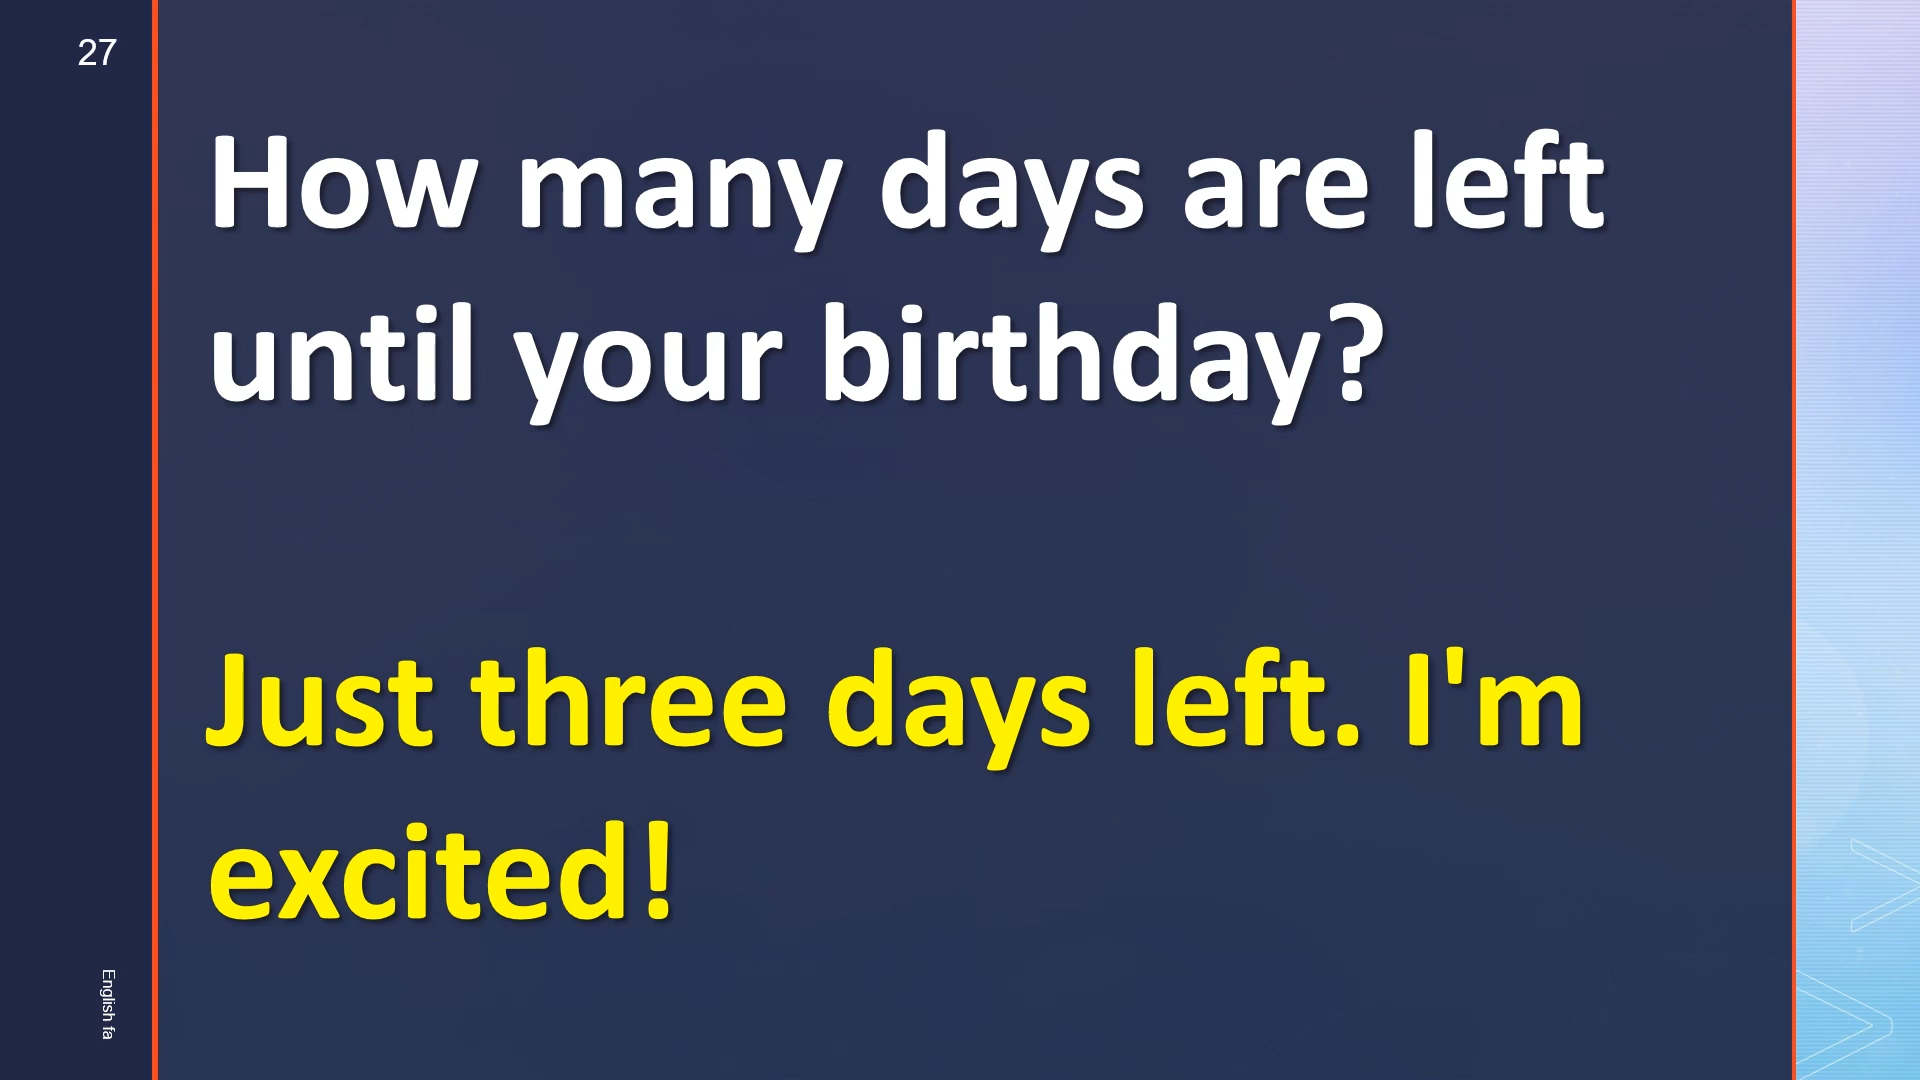 27
How many days are left
until your birthday?
Just three days left. I'm
excited!
English fa